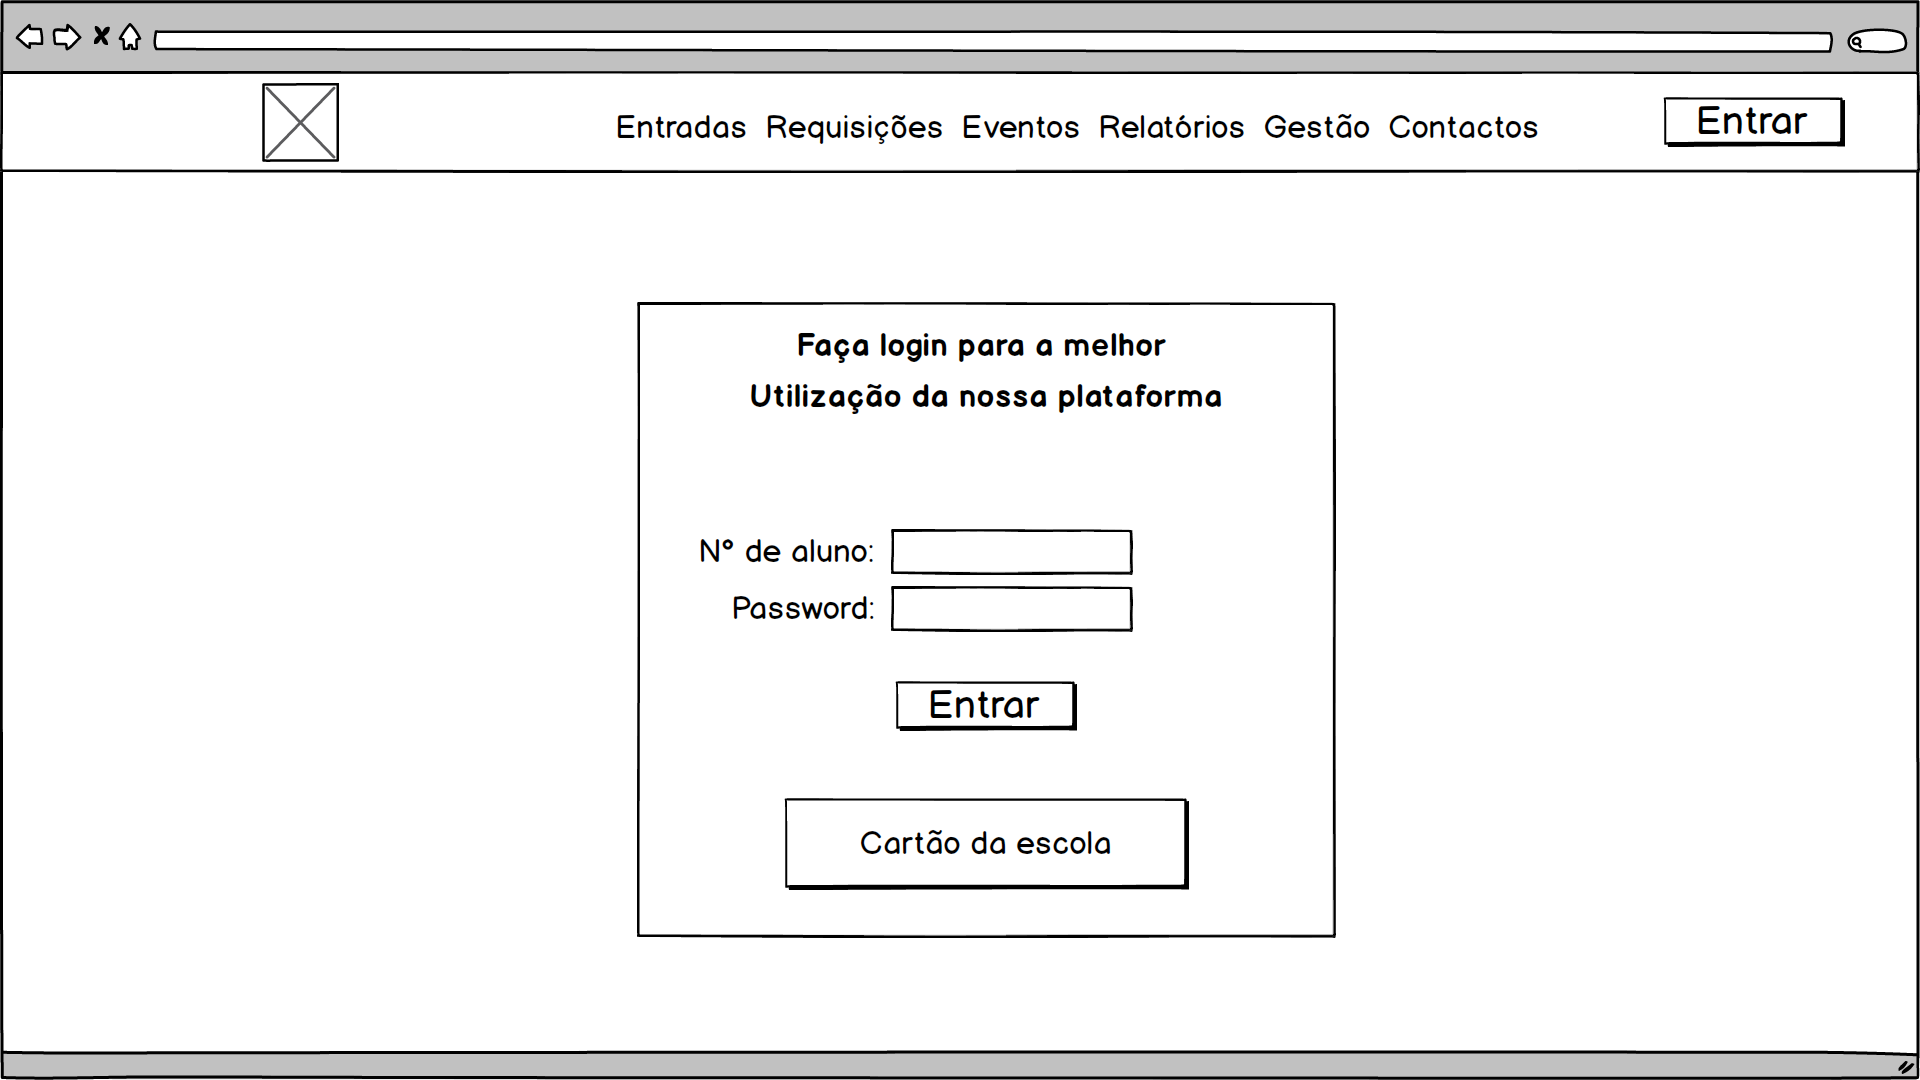 Entradas Requisições Eventos Relatórios Gestão Contactos
Entrar
Faça login para a melhor
Utilização da nossa plataforma
Nº de aluno:
Password:
Entrar
Cartão da escola